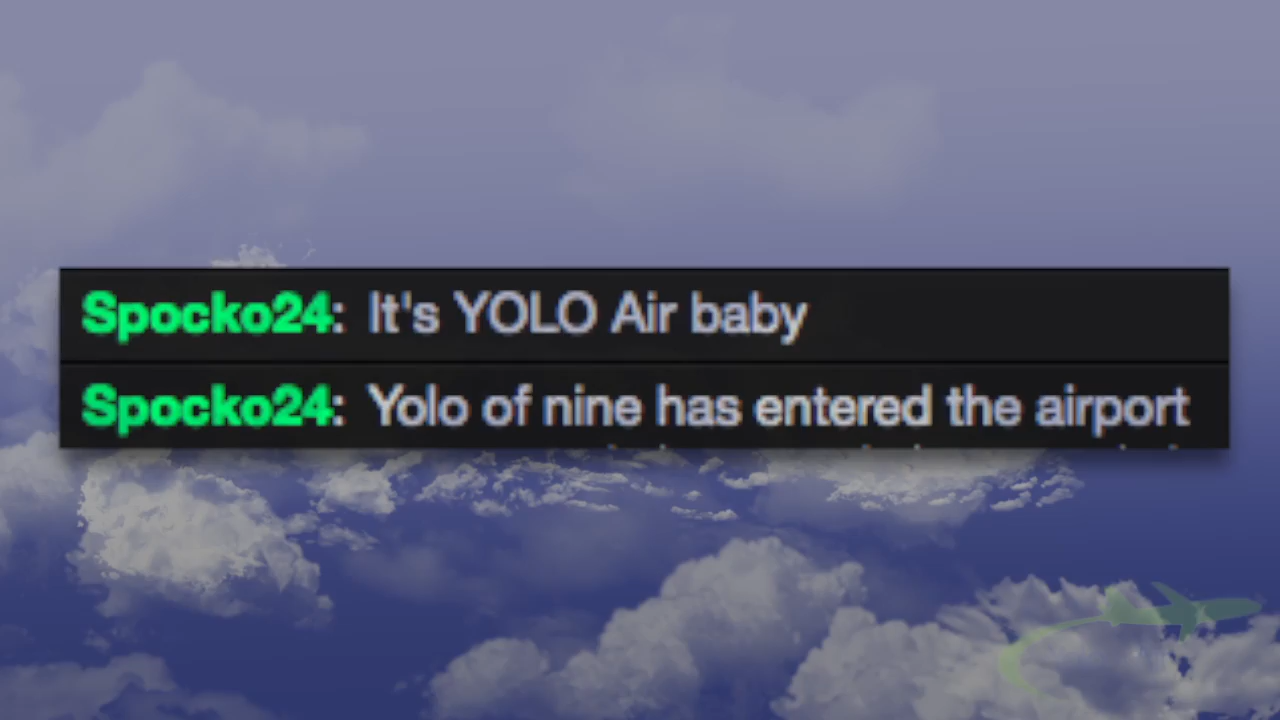 Spocko24: It's YOLO Air baby
Spocko24: Yolo of nine has entered the airport